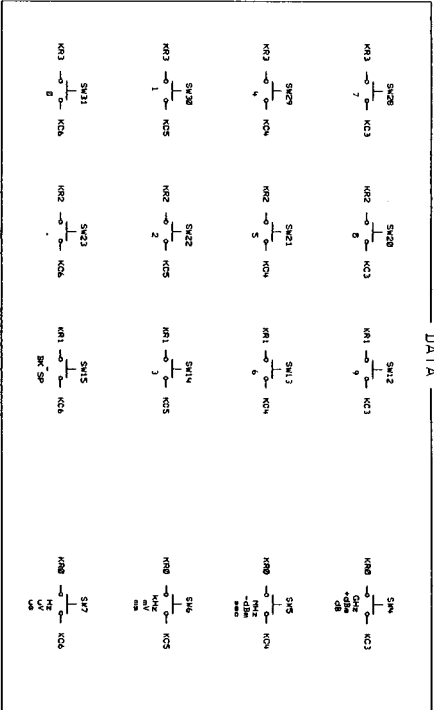 DATA
SW28
KR3 KC3
7
SW20
KR2 KC3
8
SW12
KR1 KC3
9
SW4
KR0 KC3
GHz
+dBm
dB
SW29
KR3 KC4
4
SW21
KR2 KC4
5
SW13
KR1 KC4
6
SW5
KR0 KC4
MHz
-dBm
sec
SW30
KR3 KC5
1
SW22
KR2 KC5
2
SW14
KR1 KC5
3
SW6
KR0 KC5
kHz
mV
ms
SW31
KR3 KC6
0
SW23
KR2 KC6
.
SW15
KR1 KC6
-
BK SP
SW7
KR0 KC6
Hz
uV
us